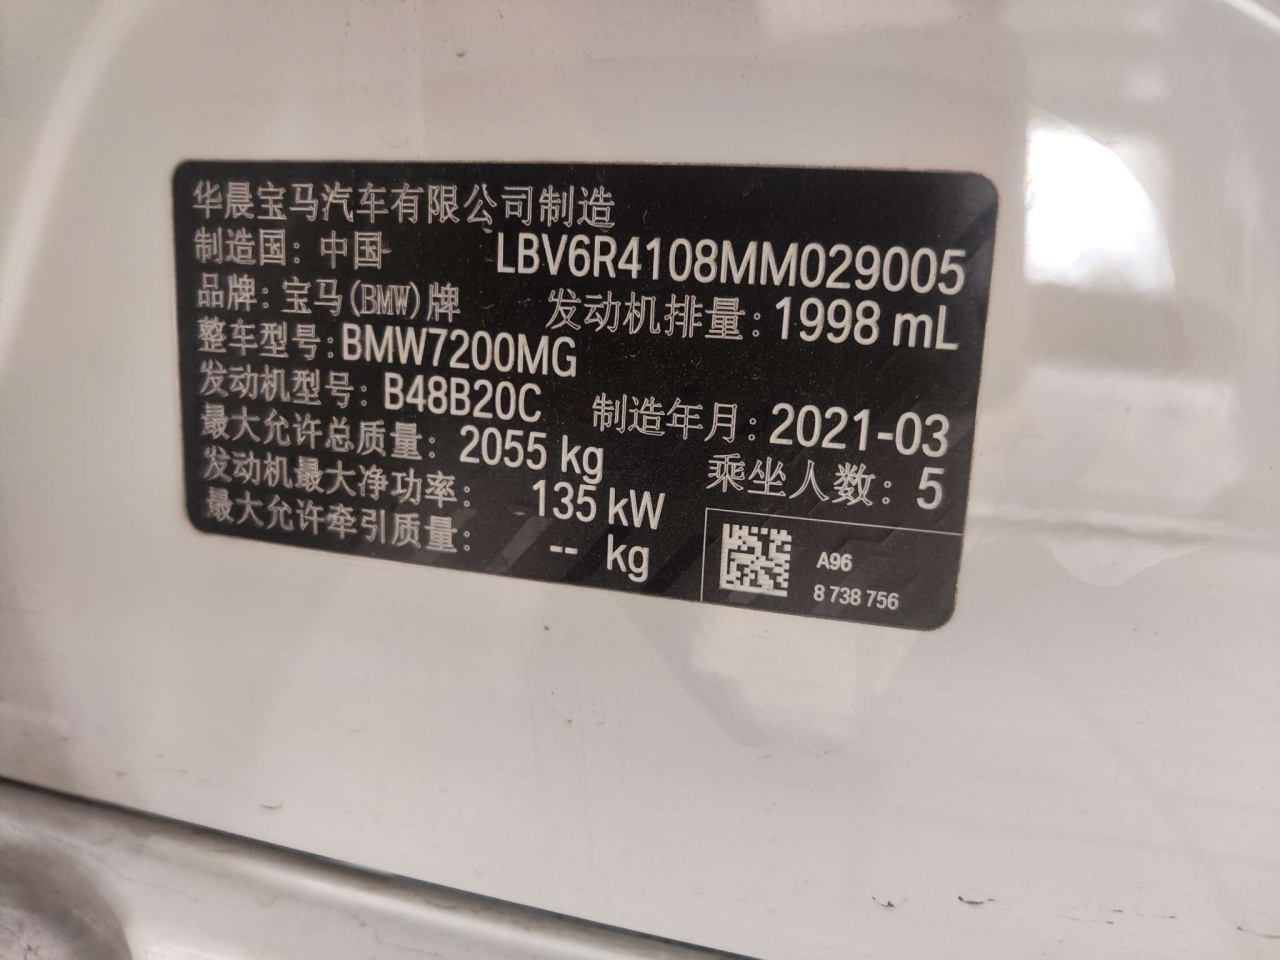 华晨宝马汽车有限公司制造
制造国: 中国 LBV6R4108MM029005
品牌: 宝马(BMW)牌 发动机排量: 1998 mL
整车型号: BMW7200MG
发动机型号: B48B20C 制造年月: 2021-03
最大允许总质量: 2055 kg 乘坐人数: 5
发动机最大净功率: 135 kW
最大允许牵引质量: -- kg
A96
8 738 756